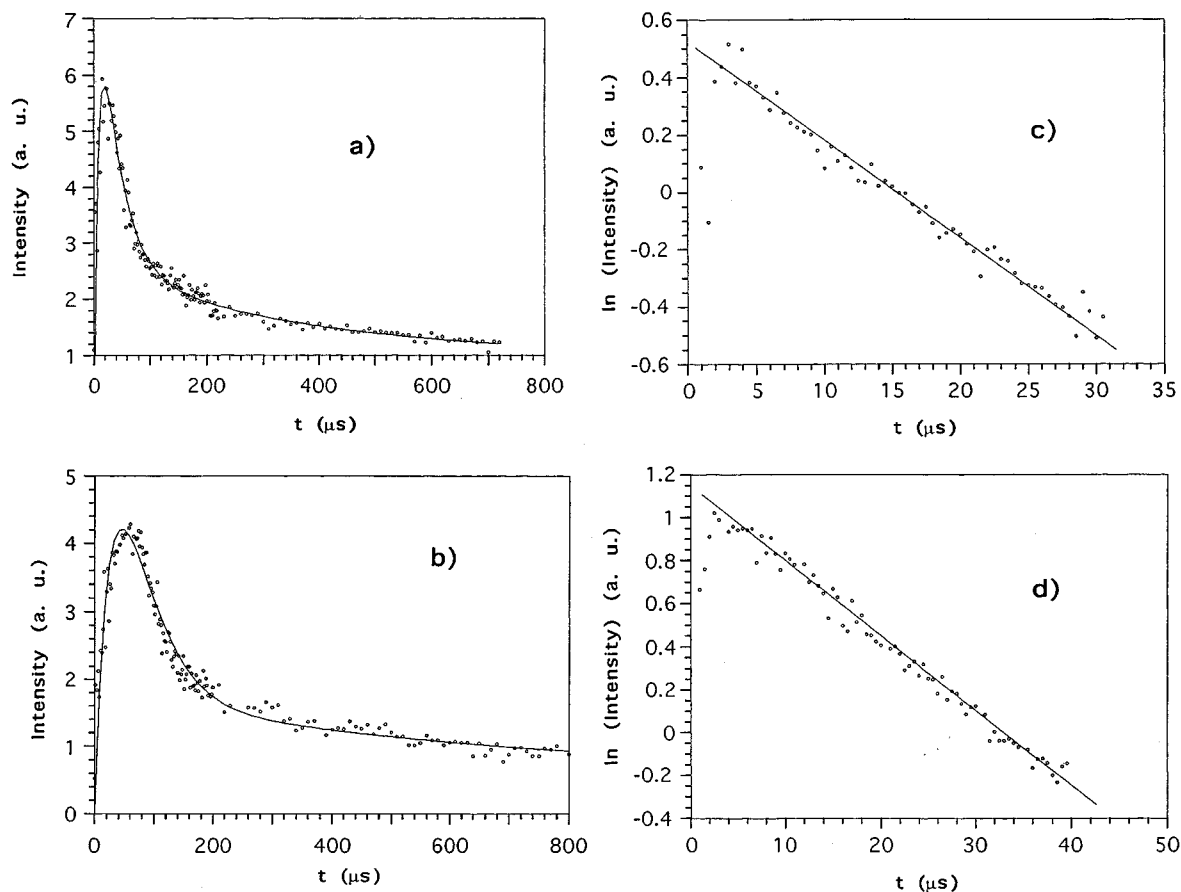 7
6
5
4
3
2
1
Intensity (a. u.)
a)
0 200 400 600 800
t (μs)
0.6
0.4
0.2
0
-0.2
-0.4
-0.6
ln (Intensity) (a. u.)
c)
0 5 10 15 20 25 30 35
t (μs)
5
4
3
2
1
0
Intensity (a. u.)
b)
0 200 400 600 800
t (μs)
1.2
1
0.8
0.6
0.4
0.2
0
-0.2
-0.4
ln (Intensity) (a. u.)
d)
0 10 20 30 40 50
t (μs)